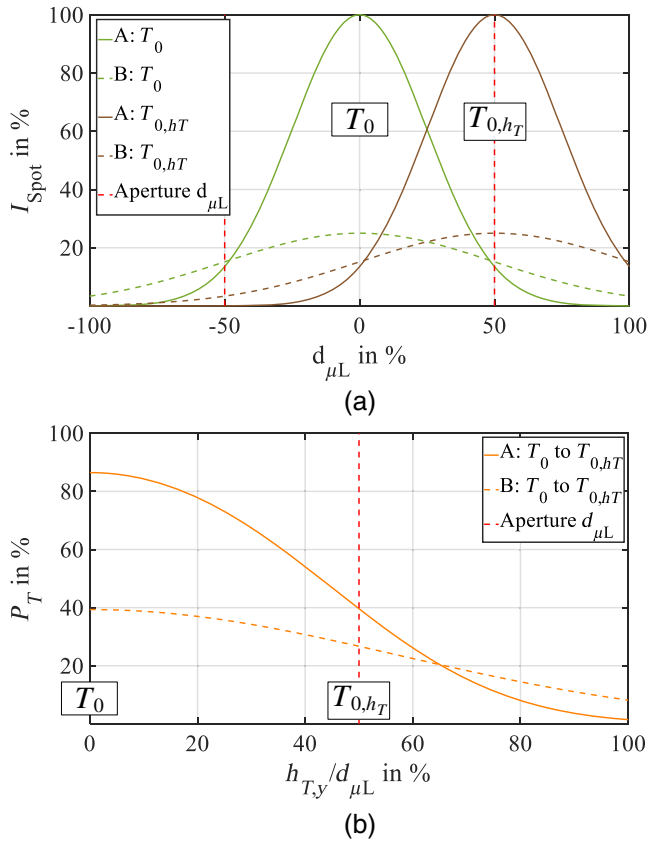 100
80
60
40
20
I_Spot in %
A: T_0
B: T_0
A: T_0,hT
B: T_0,hT
Aperture d_μL
T_0
T_0,h_T
-100
-50
0
50
100
d_μL in %
(a)
100
80
60
40
20
P_T in %
A: T_0 to T_0,hT
B: T_0 to T_0,hT
Aperture d_μL
T_0
T_0,h_T
0
20
40
60
80
100
h_T,y/d_μL in %
(b)